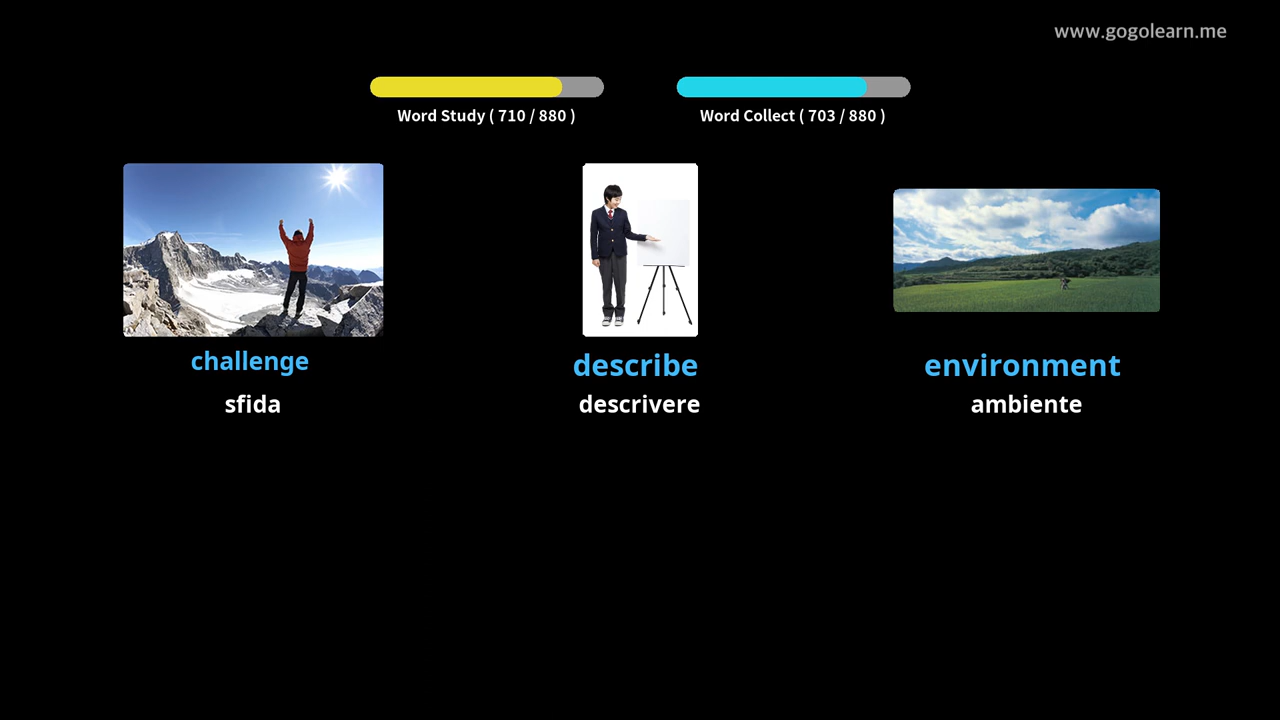 www.gogolearn.me
Word Study ( 710 / 880 )
Word Collect ( 703 / 880 )
challenge
sfida
describe
descrivere
environment
ambiente